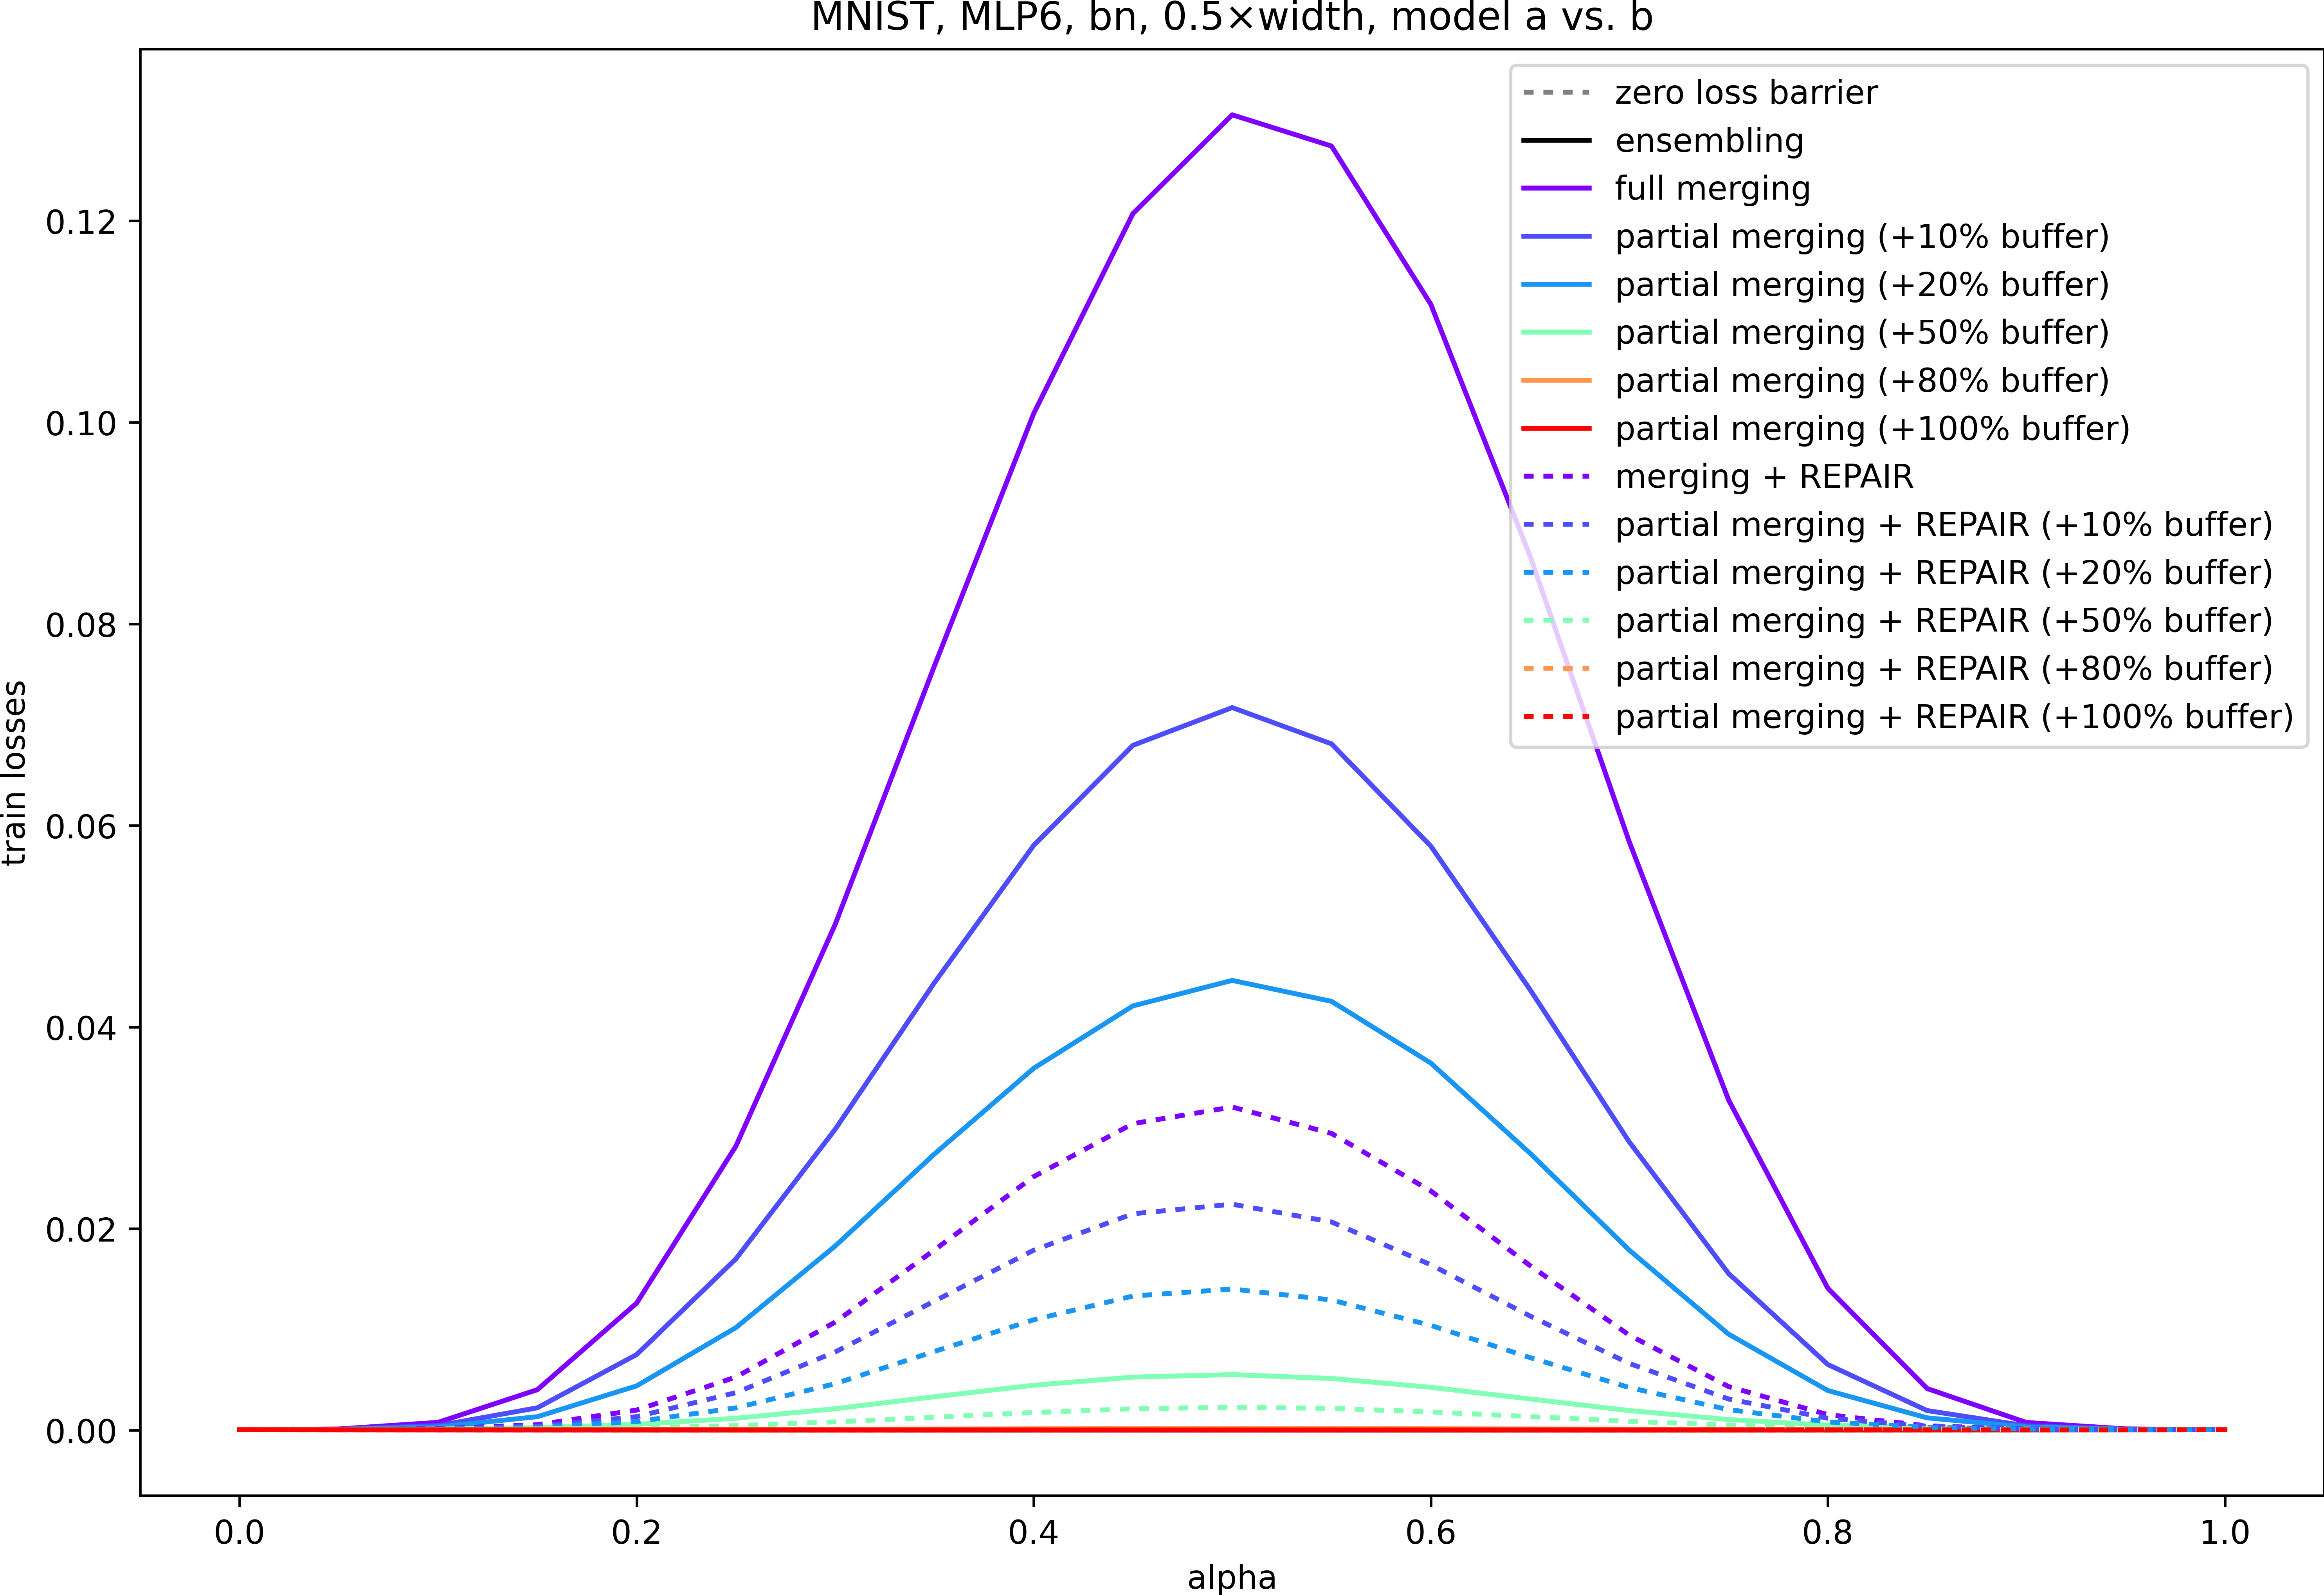 MNIST, MLP6, bn, 0.5×width, model a vs. b
zero loss barrier
ensembling
full merging
partial merging (+10% buffer)
partial merging (+20% buffer)
partial merging (+50% buffer)
partial merging (+80% buffer)
partial merging (+100% buffer)
merging + REPAIR
partial merging + REPAIR (+10% buffer)
partial merging + REPAIR (+20% buffer)
partial merging + REPAIR (+50% buffer)
partial merging + REPAIR (+80% buffer)
partial merging + REPAIR (+100% buffer)
train losses
0.12
0.10
0.08
0.06
0.04
0.02
0.00
0.0 0.2 0.4 0.6 0.8 1.0
alpha